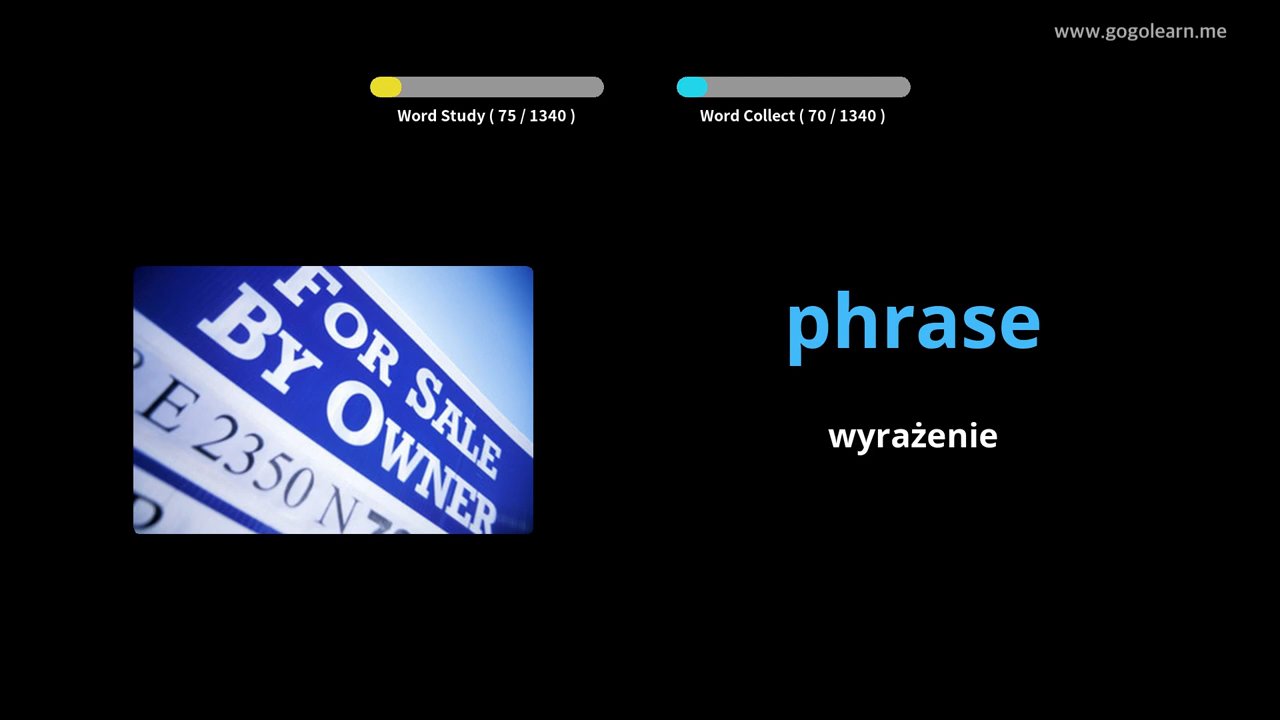 www.gogolearn.me
Word Study ( 75 / 1340 )
Word Collect ( 70 / 1340 )
FOR SALE
BY OWNER
E 2350 N
phrase
wyrażenie